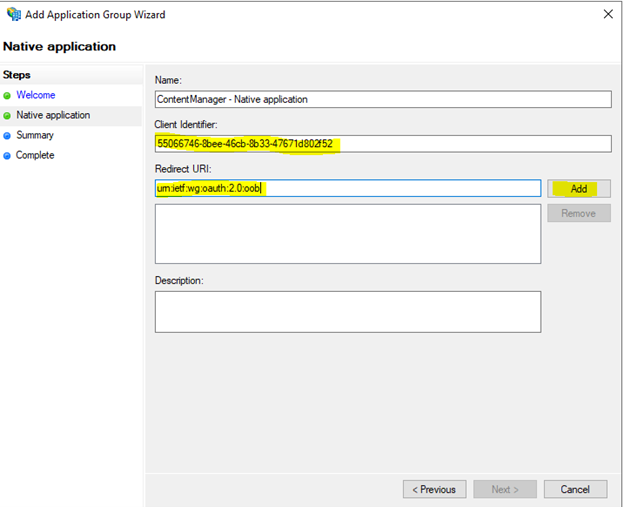 Add Application Group Wizard
Native application
Steps
Welcome
Native application
Summary
Complete
Name:
ContentManager - Native application
Client Identifier:
55066746-8bee-46cb-8b33-47671d802f52
Redirect URI:
urn:ietf:wg:oauth:2.0:oob
Add
Remove
Description:
< Previous
Next >
Cancel